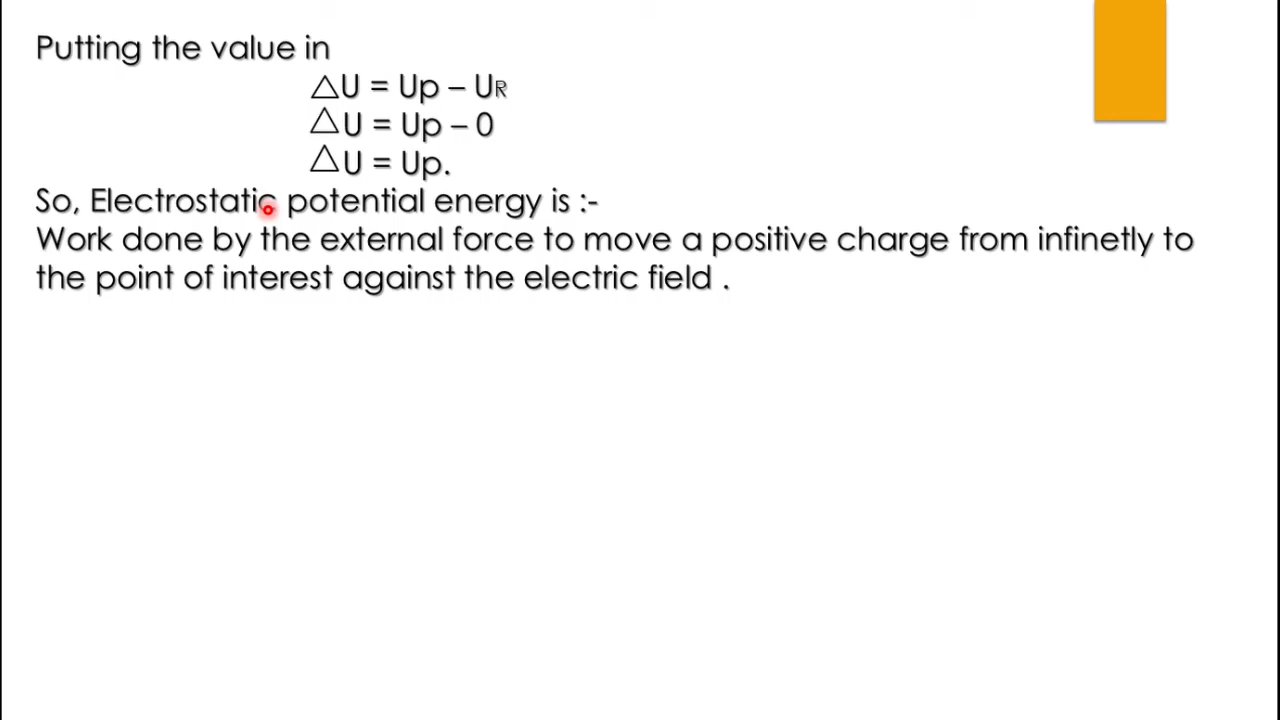 Putting the value in
△U = Up – UR
△U = Up – 0
△U = Up.
So, Electrostatic potential energy is :-
Work done by the external force to move a positive charge from infinetly to
the point of interest against the electric field .